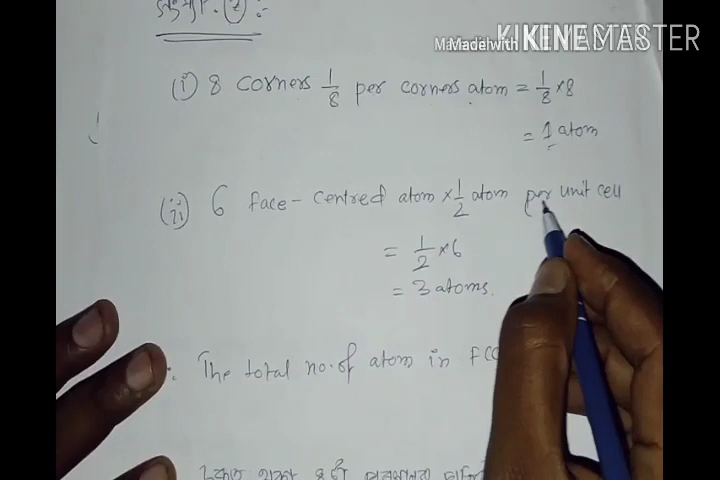 Made with KINEMASTER
(i) 8 corners 1/8 per corners atom = 1/8 × 8
= 1 atom
(ii) 6 face-centred atom × 1/2 atom per unit cell
= 1/2 × 6
= 3 atoms.
∴ The total no. of atom in FCC